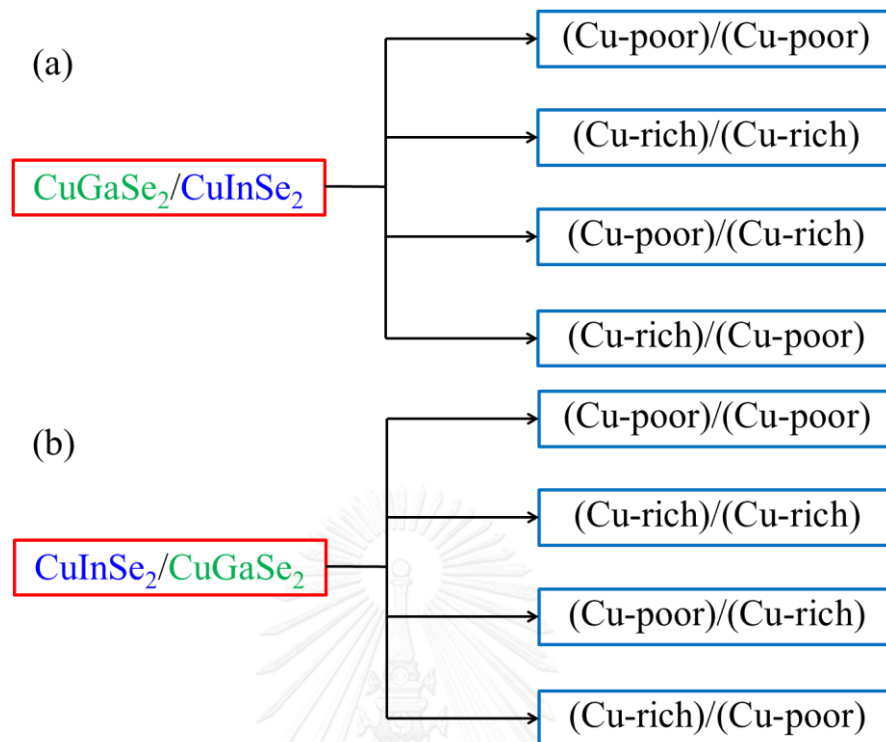 (a)
CuGaSe₂/CuInSe₂
(Cu-poor)/(Cu-poor)
(Cu-rich)/(Cu-rich)
(Cu-poor)/(Cu-rich)
(Cu-rich)/(Cu-poor)
(b)
CuInSe₂/CuGaSe₂
(Cu-poor)/(Cu-poor)
(Cu-rich)/(Cu-rich)
(Cu-poor)/(Cu-rich)
(Cu-rich)/(Cu-poor)